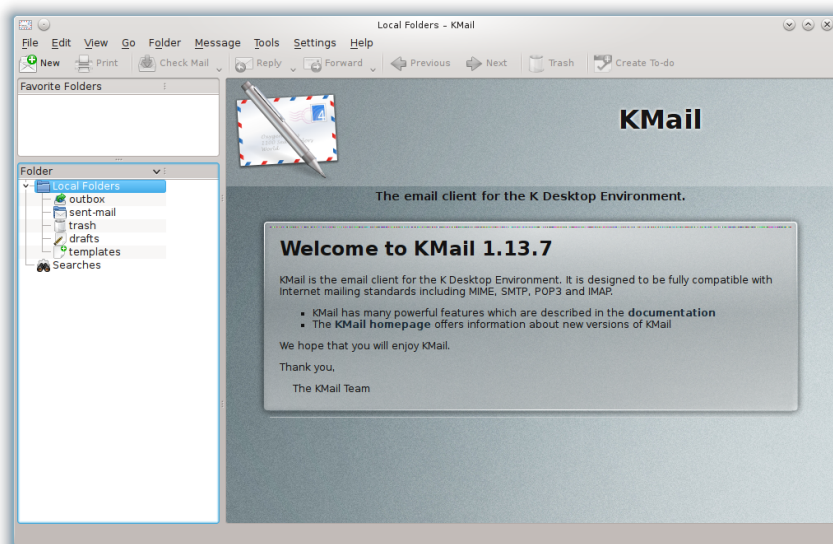 Local Folders - KMail
File Edit View Go Folder Message Tools Settings Help
New Print Check Mail Reply Forward Previous Next Trash Create To-do
Favorite Folders
Folder
Local Folders
outbox
sent-mail
trash
drafts
templates
Searches
KMail
The email client for the K Desktop Environment.
Welcome to KMail 1.13.7
KMail is the email client for the K Desktop Environment. It is designed to be fully compatible with
Internet mailing standards including MIME, SMTP, POP3 and IMAP.
KMail has many powerful features which are described in the documentation
The KMail homepage offers information about new versions of KMail
We hope that you will enjoy KMail.
Thank you,
The KMail Team